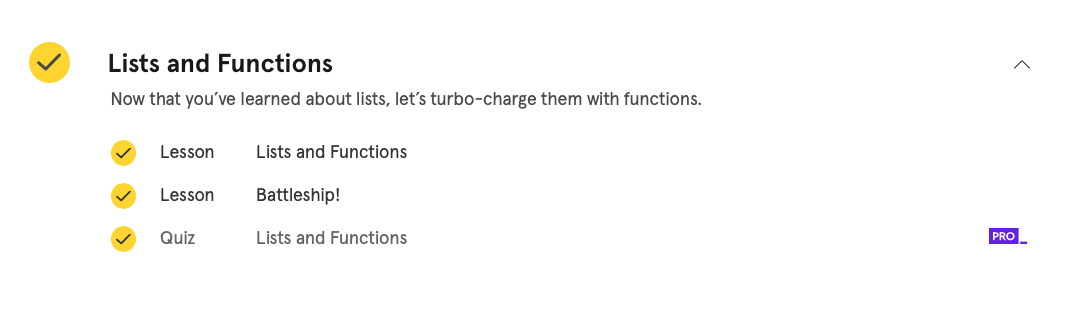 Lists and Functions
Now that you've learned about lists, let's turbo-charge them with functions.
Lesson Lists and Functions
Lesson Battleship!
Quiz Lists and Functions
PRO_